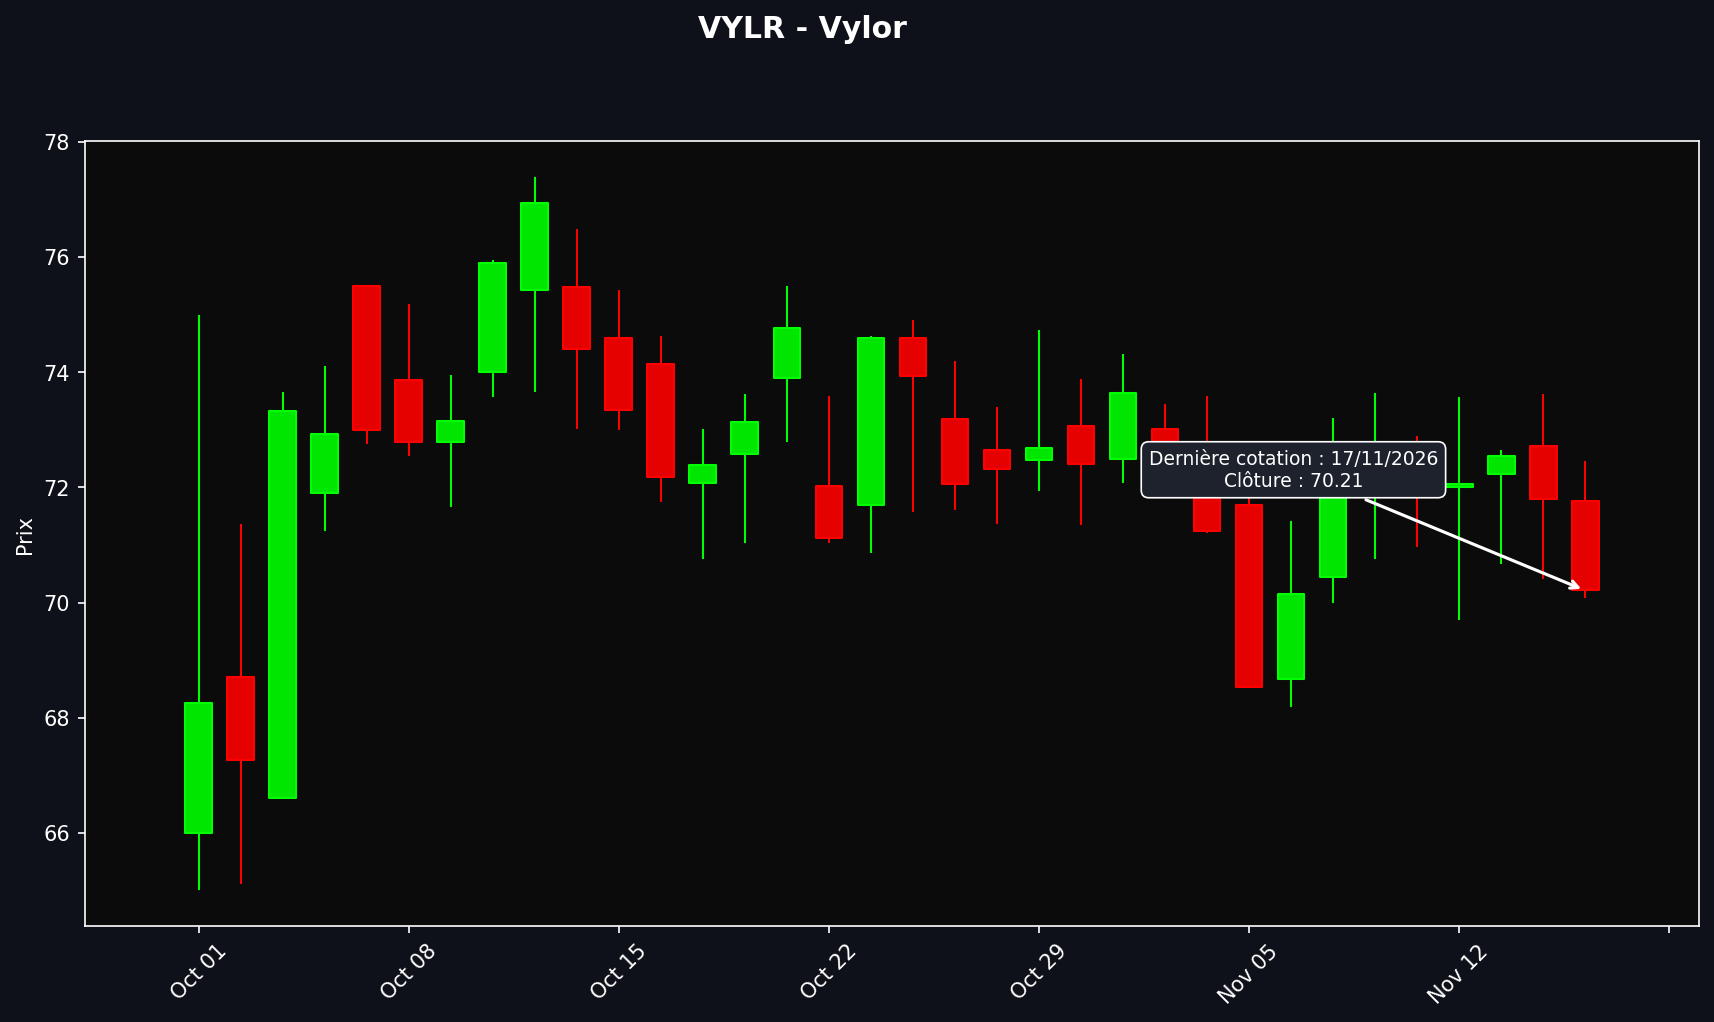 VYLR - Vylor
78
76
74
72
70
68
66
Prix
Dernière cotation : 17/11/2026
Clôture : 70.21
Oct 01
Oct 08
Oct 15
Oct 22
Oct 29
Nov 05
Nov 12